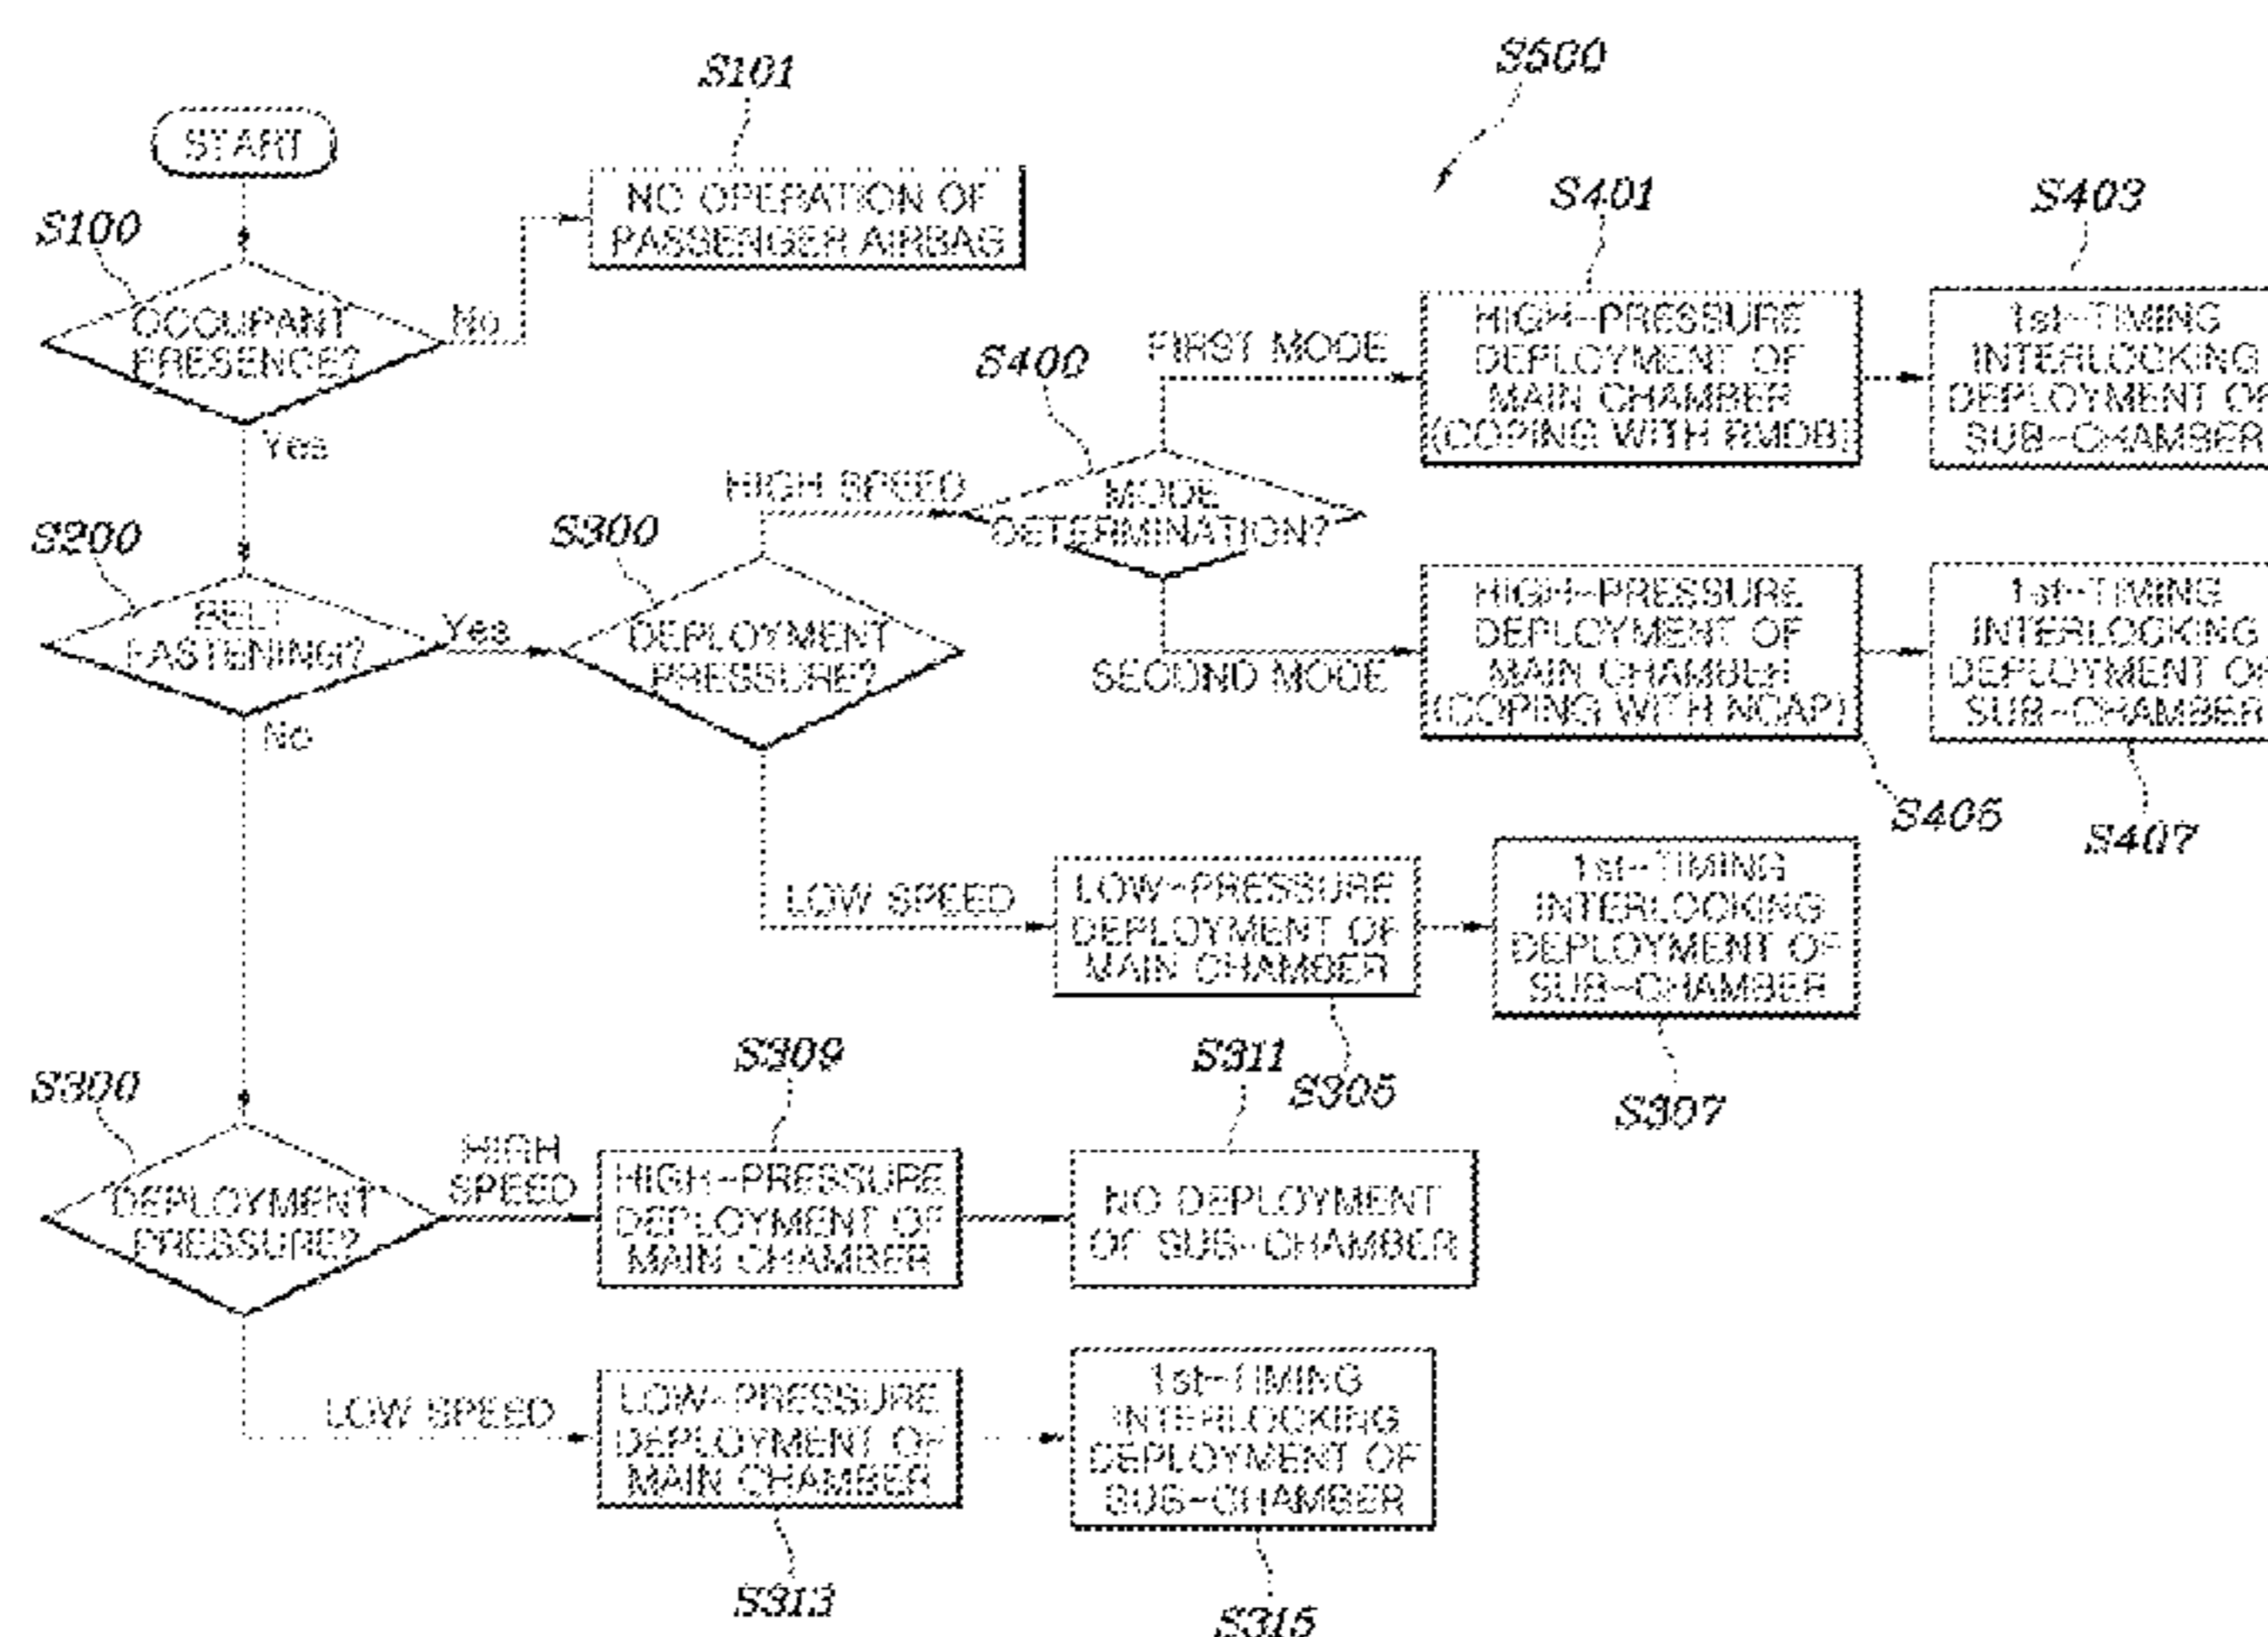 S500
S101
START
NO OPERATION OF
PASSENGER AIRBAG
S100
OCCUPANT
PRESENCE?
No
Yes
S401
S403
HIGH-PRESSURE
DEPLOYMENT OF
MAIN CHAMBER
(COPING WITH RMDB)
1st-TIMING
INTERLOCKING
DEPLOYMENT OF
SUB-CHAMBER
S400
FIRST MODE
MODE
DETERMINATION?
HIGH SPEED
SECOND MODE
S200
BELT
FASTENING?
Yes
No
S300
DEPLOYMENT
PRESSURE?
HIGH-PRESSURE
DEPLOYMENT OF
MAIN CHAMBER
(COPING WITH NCAP)
S405
1st-TIMING
INTERLOCKING
DEPLOYMENT OF
SUB-CHAMBER
S407
LOW SPEED
LOW-PRESSURE
DEPLOYMENT OF
MAIN CHAMBER
S305
1st-TIMING
INTERLOCKING
DEPLOYMENT OF
SUB-CHAMBER
S307
S300
DEPLOYMENT
PRESSURE?
HIGH
SPEED
S309
HIGH-PRESSURE
DEPLOYMENT OF
MAIN CHAMBER
S311
NO DEPLOYMENT
OF SUB-CHAMBER
LOW SPEED
LOW-PRESSURE
DEPLOYMENT OF
MAIN CHAMBER
S313
1st-TIMING
INTERLOCKING
DEPLOYMENT OF
SUB-CHAMBER
S315